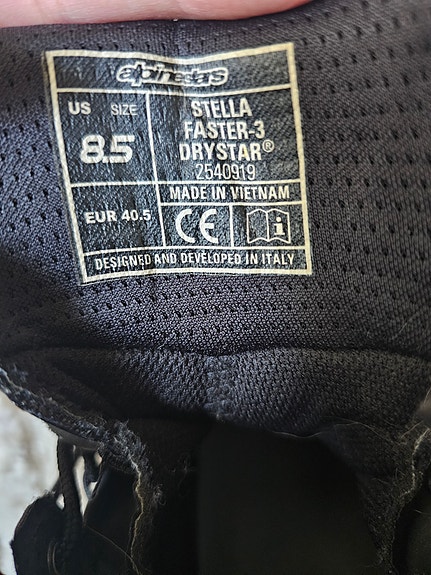 alpinestars
US SIZE
8.5
EUR 40.5
STELLA
FASTER-3
DRYSTAR®
2540919
MADE IN VIETNAM
CE
i
DESIGNED AND DEVELOPED IN ITALY